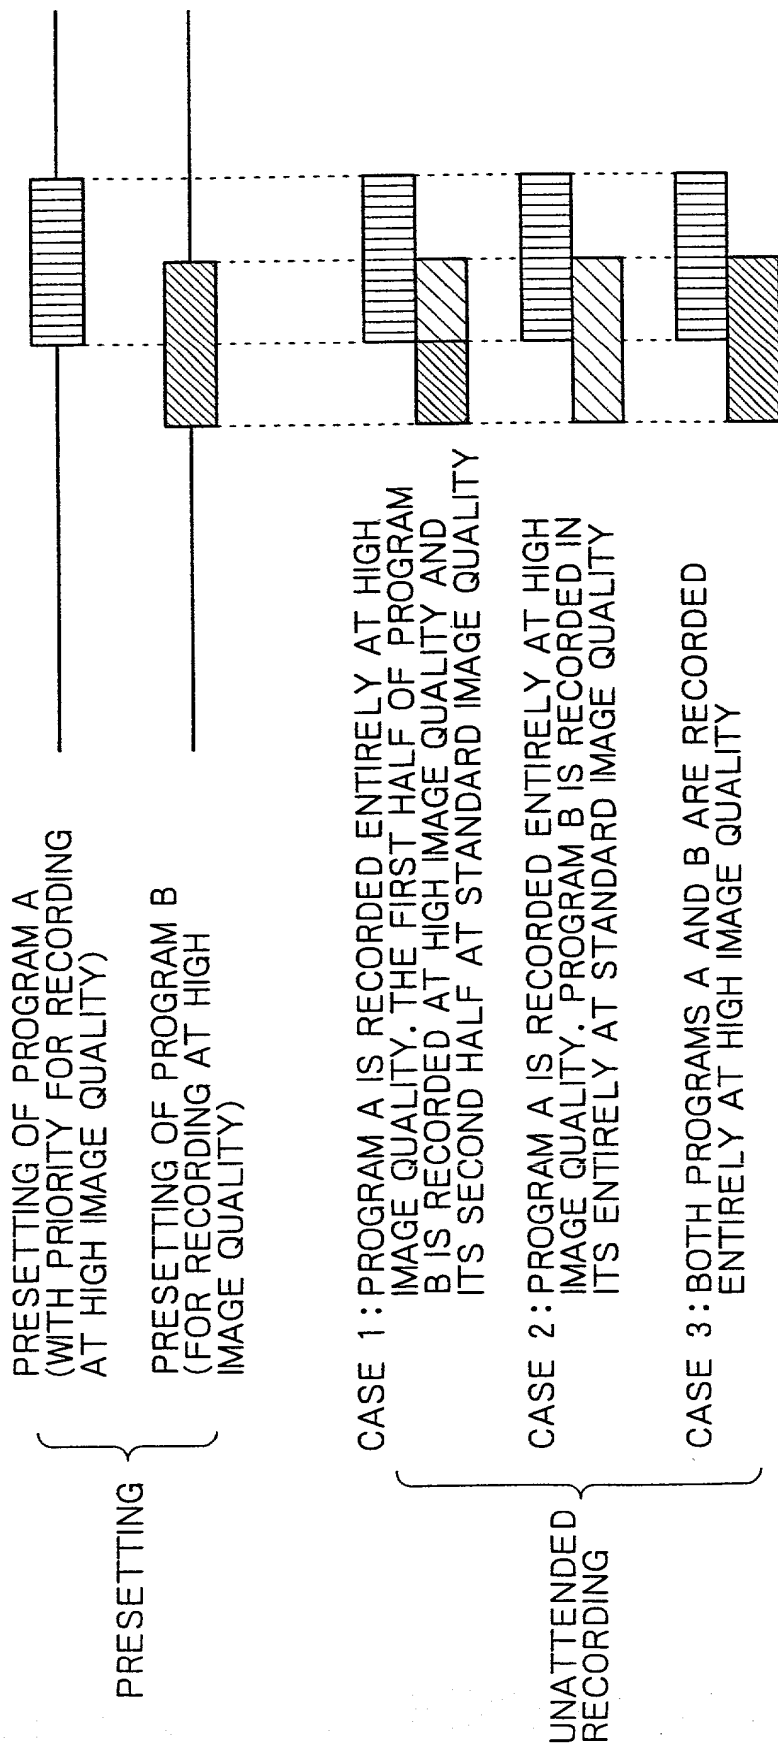 PRESETTING
PRESETTING OF PROGRAM A
(WITH PRIORITY FOR RECORDING
AT HIGH IMAGE QUALITY)
PRESETTING OF PROGRAM B
(FOR RECORDING AT HIGH
IMAGE QUALITY)
UNATTENDED
RECORDING
CASE 1 : PROGRAM A IS RECORDED ENTIRELY AT HIGH
IMAGE QUALITY. THE FIRST HALF OF PROGRAM
B IS RECORDED AT HIGH IMAGE QUALITY AND
ITS SECOND HALF AT STANDARD IMAGE QUALITY
CASE 2 : PROGRAM A IS RECORDED ENTIRELY AT HIGH
IMAGE QUALITY. PROGRAM B IS RECORDED IN
ITS ENTIRELY AT STANDARD IMAGE QUALITY
CASE 3 : BOTH PROGRAMS A AND B ARE RECORDED
ENTIRELY AT HIGH IMAGE QUALITY